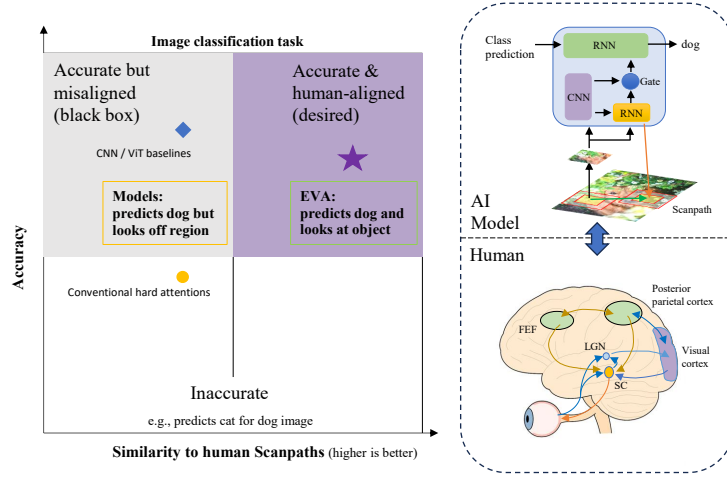 Image classification task
Accurate but
misaligned
(black box)
Accurate &
human-aligned
(desired)
CNN / ViT baselines
Models:
predicts dog but
looks off region
EVA:
predicts dog and
looks at object
Conventional hard attentions
Inaccurate
e.g., predicts cat for dog image
Accuracy
Similarity to human Scanpaths (higher is better)
Class
prediction
RNN
dog
CNN
Gate
RNN
Scanpath
AI
Model
Human
Posterior
parietal cortex
FEF
LGN
Visual
cortex
SC